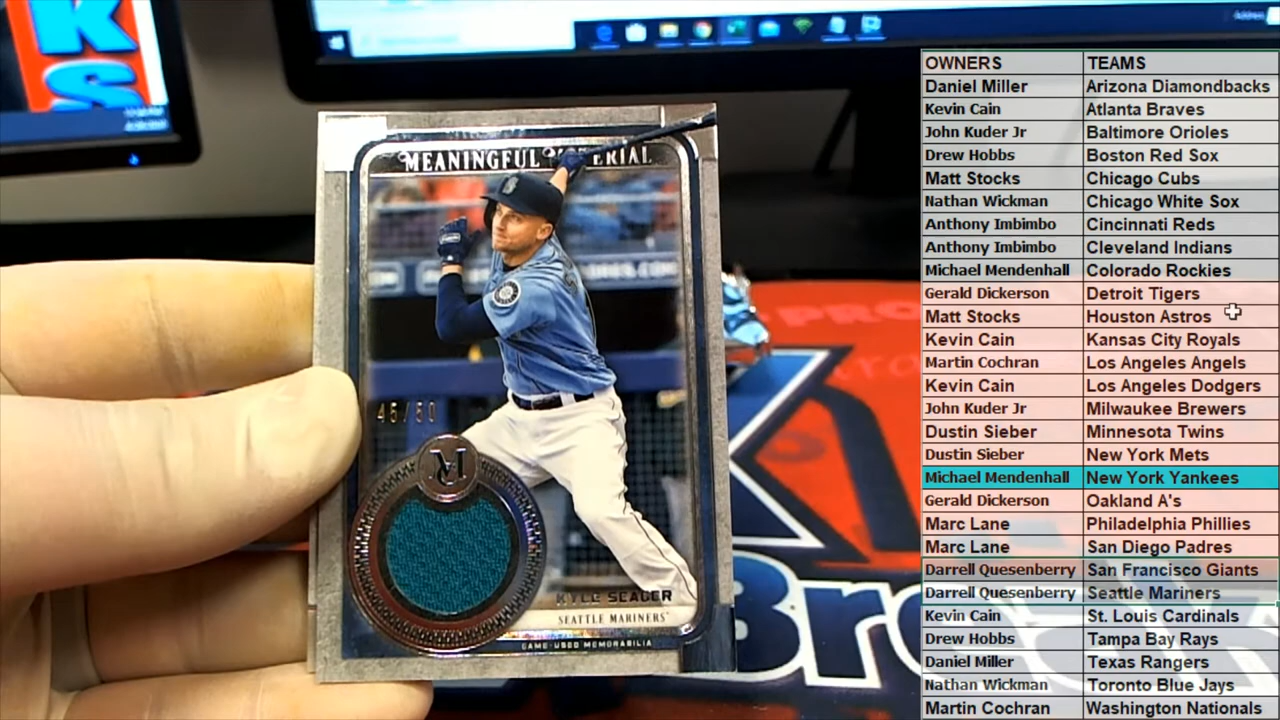 KS
MEANINGFUL MATERIAL
45/50
M
KYLE SEAGER
SEATTLE MARINERS
GAME-USED MEMORABILIA
PRO
Br
OWNERS TEAMS
Daniel Miller Arizona Diamondbacks
Kevin Cain Atlanta Braves
John Kuder Jr Baltimore Orioles
Drew Hobbs Boston Red Sox
Matt Stocks Chicago Cubs
Nathan Wickman Chicago White Sox
Anthony Imbimbo Cincinnati Reds
Anthony Imbimbo Cleveland Indians
Michael Mendenhall Colorado Rockies
Gerald Dickerson Detroit Tigers
Matt Stocks Houston Astros
Kevin Cain Kansas City Royals
Martin Cochran Los Angeles Angels
Kevin Cain Los Angeles Dodgers
John Kuder Jr Milwaukee Brewers
Dustin Sieber Minnesota Twins
Dustin Sieber New York Mets
Michael Mendenhall New York Yankees
Gerald Dickerson Oakland A's
Marc Lane Philadelphia Phillies
Marc Lane San Diego Padres
Darrell Quesenberry San Francisco Giants
Darrell Quesenberry Seattle Mariners
Kevin Cain St. Louis Cardinals
Drew Hobbs Tampa Bay Rays
Daniel Miller Texas Rangers
Nathan Wickman Toronto Blue Jays
Martin Cochran Washington Nationals